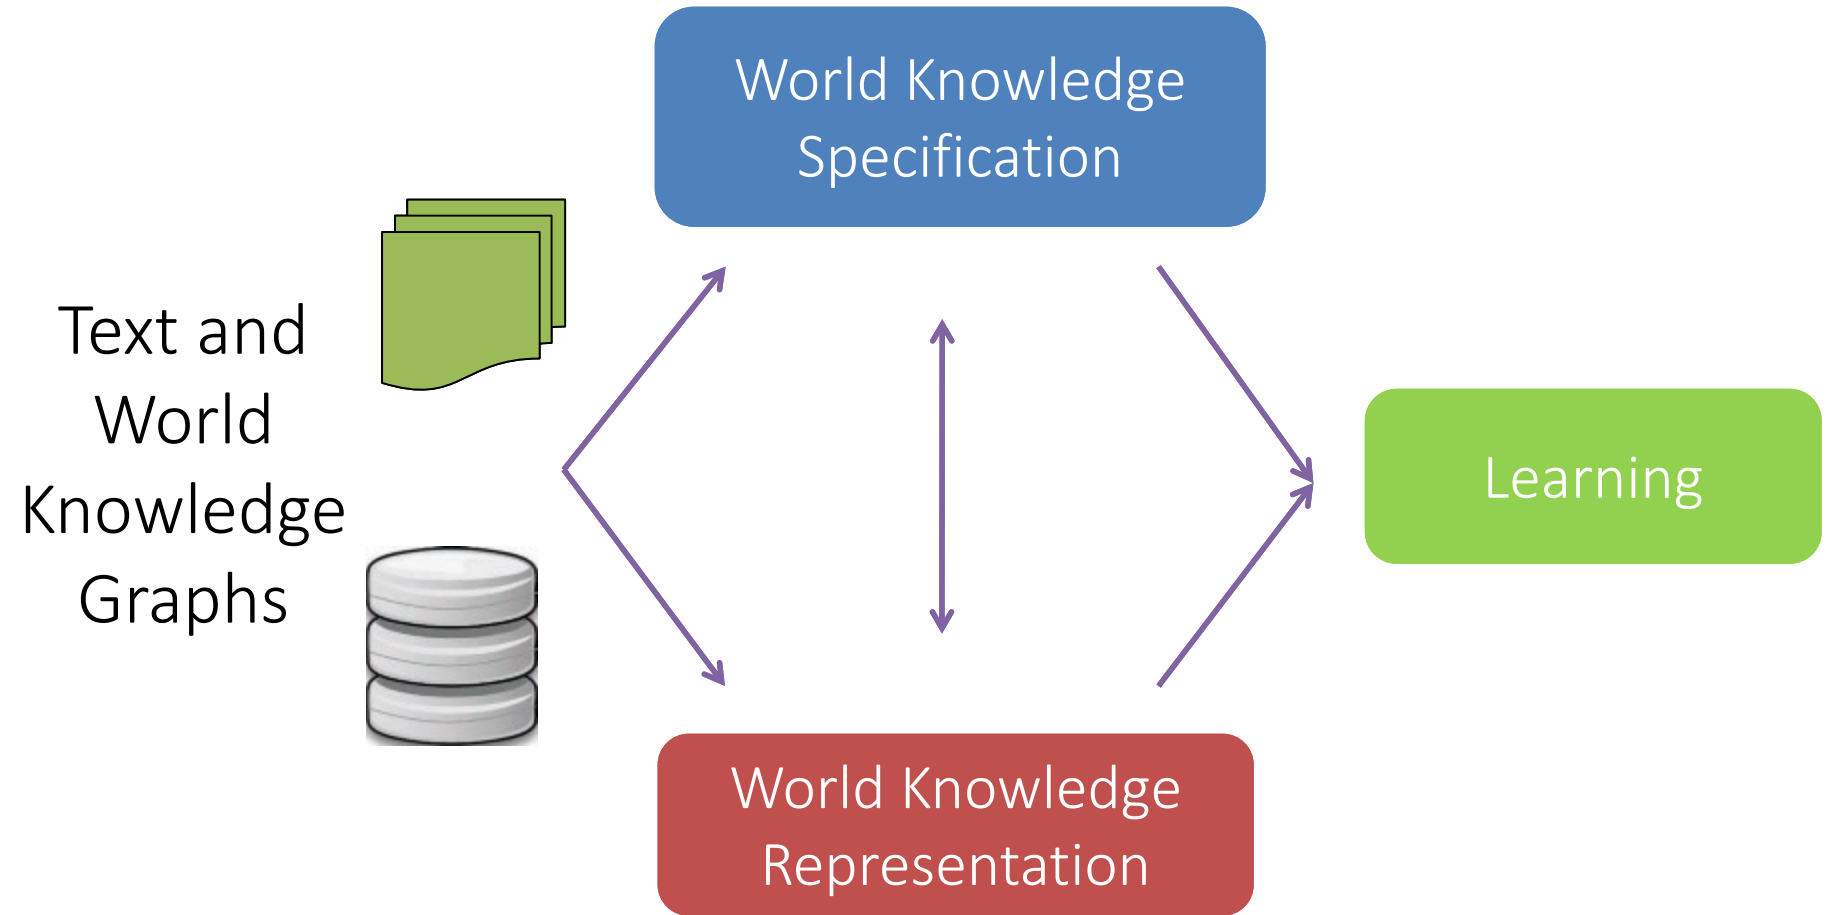 World Knowledge
Specification
Text and
World
Knowledge
Graphs
Learning
World Knowledge
Representation